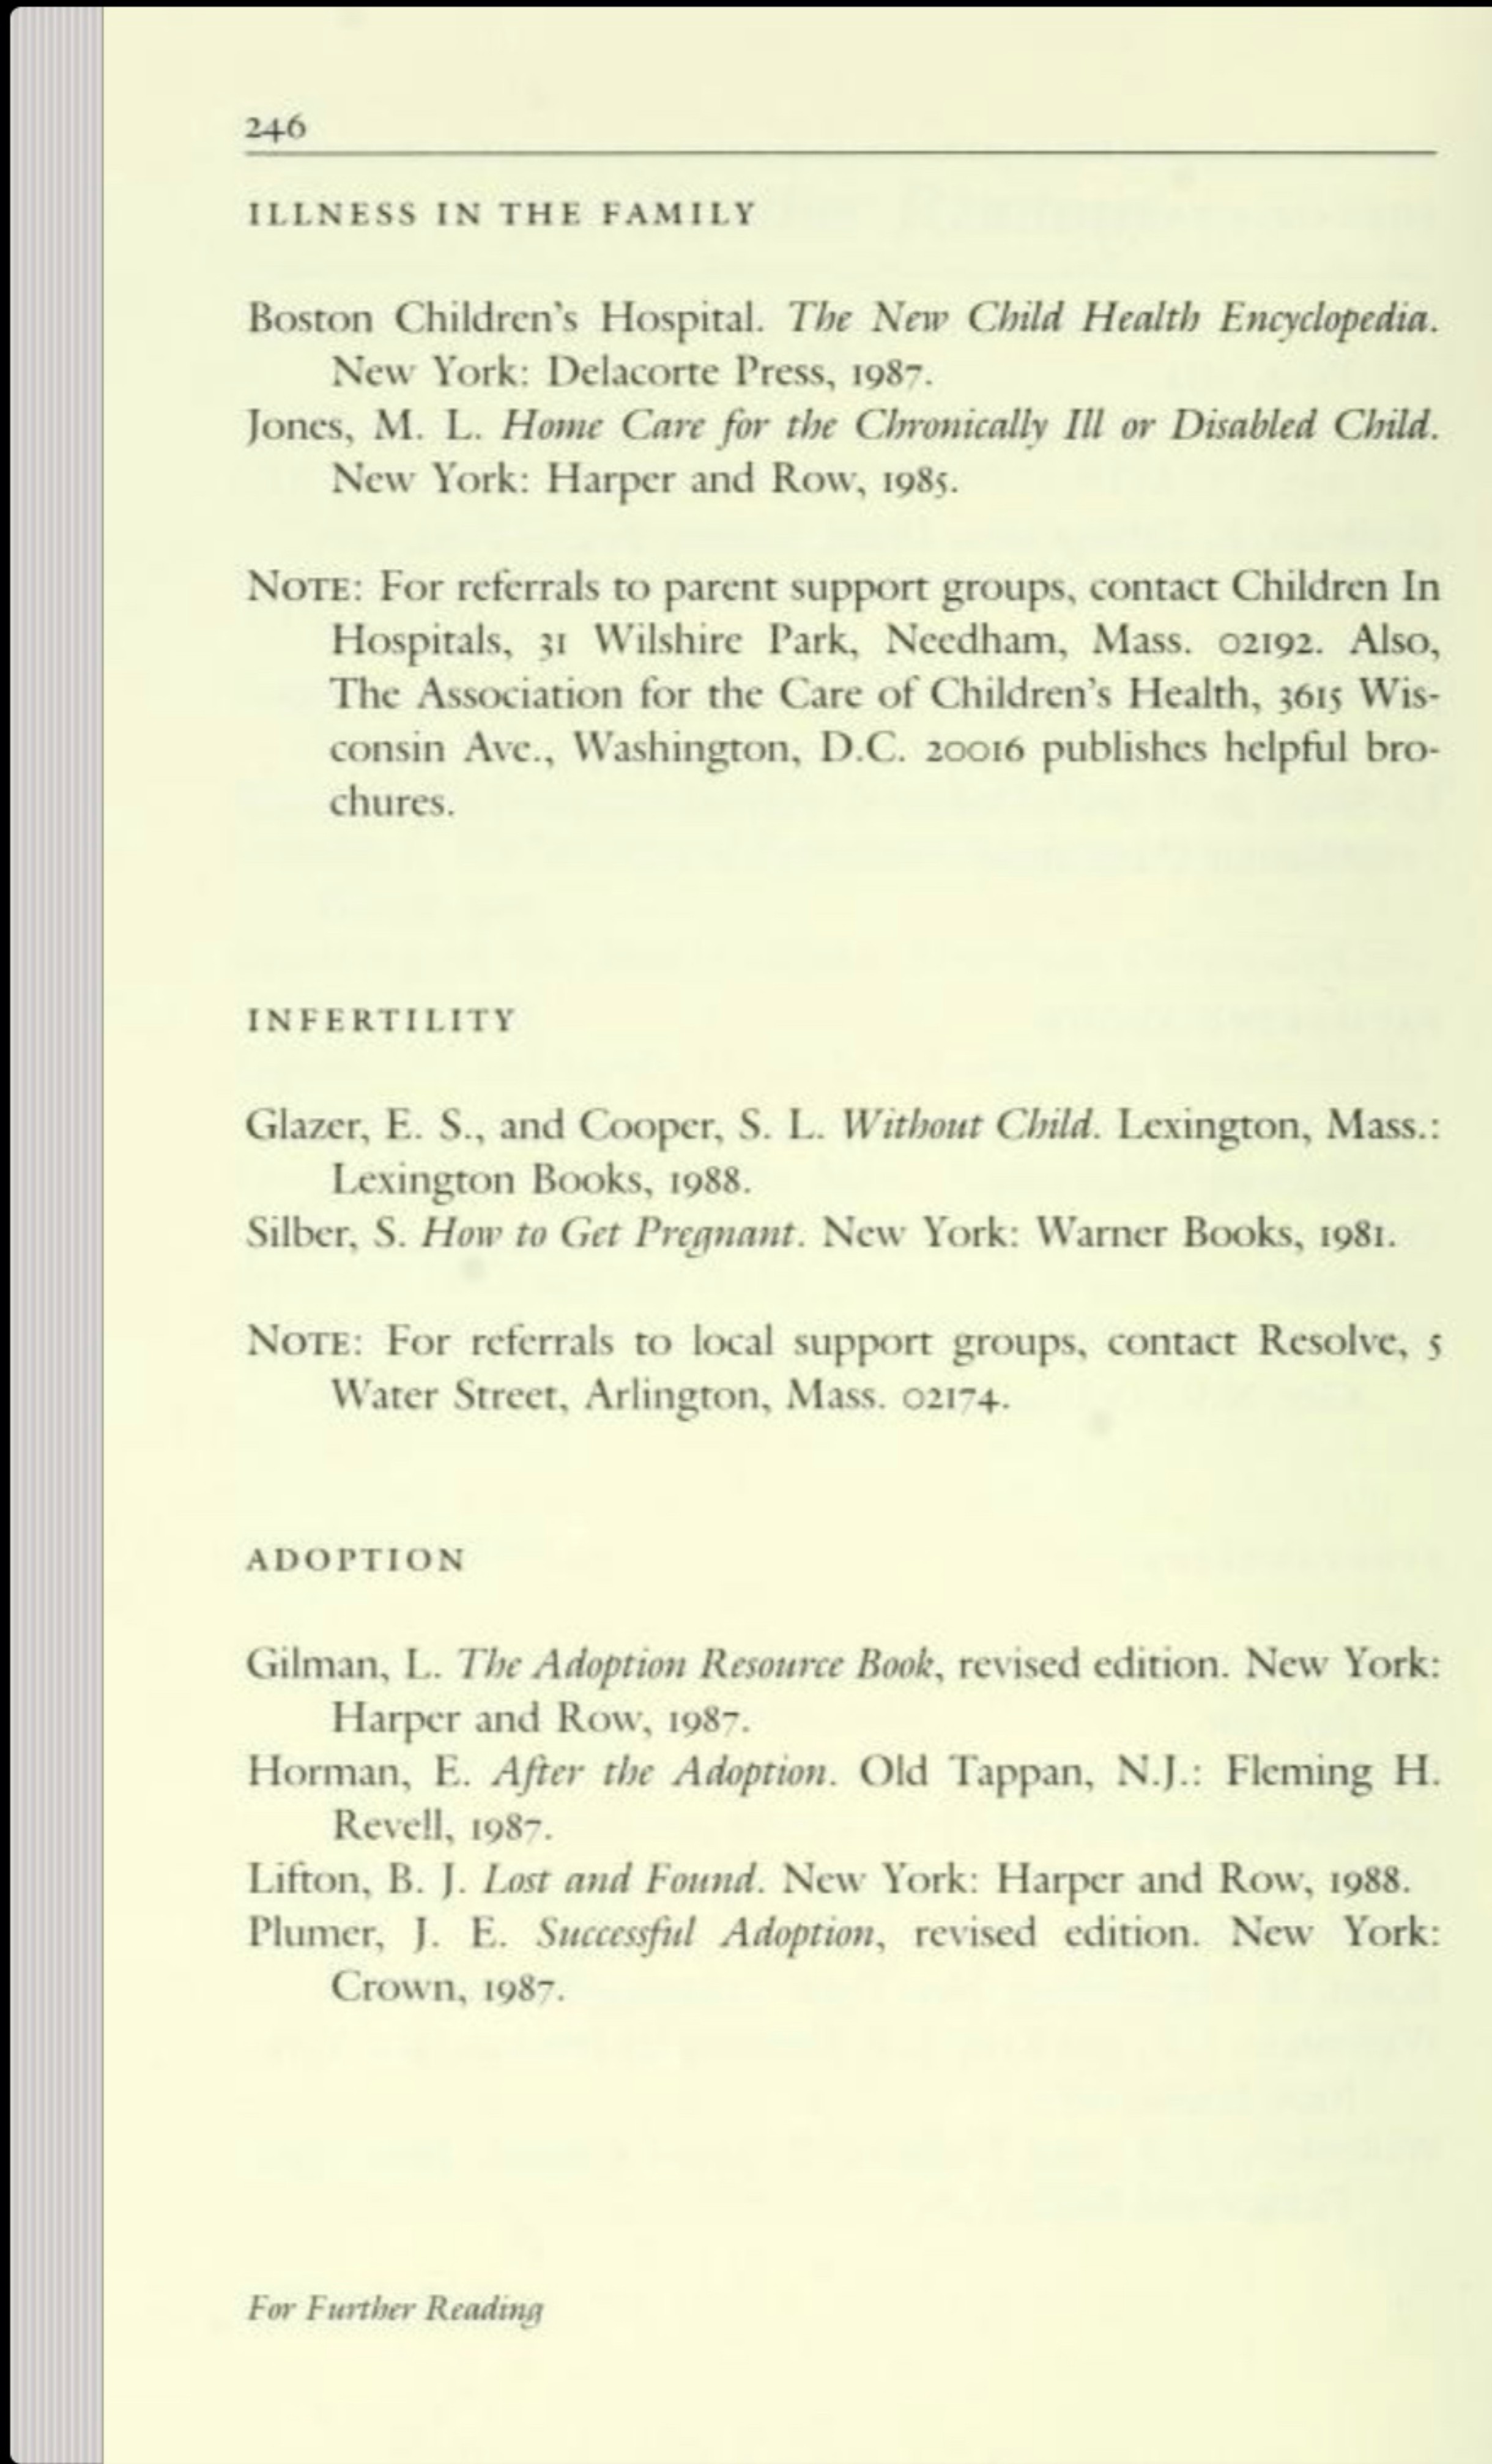 246
ILLNESS IN THE FAMILY
Boston Children's Hospital. The New Child Health Encyclopedia.
New York: Delacorte Press, 1987.
Jones, M. L. Home Care for the Chronically Ill or Disabled Child.
New York: Harper and Row, 1985.
NOTE: For referrals to parent support groups, contact Children In
Hospitals, 31 Wilshire Park, Needham, Mass. 02192. Also,
The Association for the Care of Children's Health, 3615 Wis-
consin Ave., Washington, D.C. 20016 publishes helpful bro-
chures.
INFERTILITY
Glazer, E. S., and Cooper, S. L. Without Child. Lexington, Mass.:
Lexington Books, 1988.
Silber, S. How to Get Pregnant. New York: Warner Books, 1981.
NOTE: For referrals to local support groups, contact Resolve, 5
Water Street, Arlington, Mass. 02174.
ADOPTION
Gilman, L. The Adoption Resource Book, revised edition. New York:
Harper and Row, 1987.
Horman, E. After the Adoption. Old Tappan, N.J.: Fleming H.
Revell, 1987.
Lifton, B. J. Lost and Found. New York: Harper and Row, 1988.
Plumer, J. E. Successful Adoption, revised edition. New York:
Crown, 1987.
For Further Reading